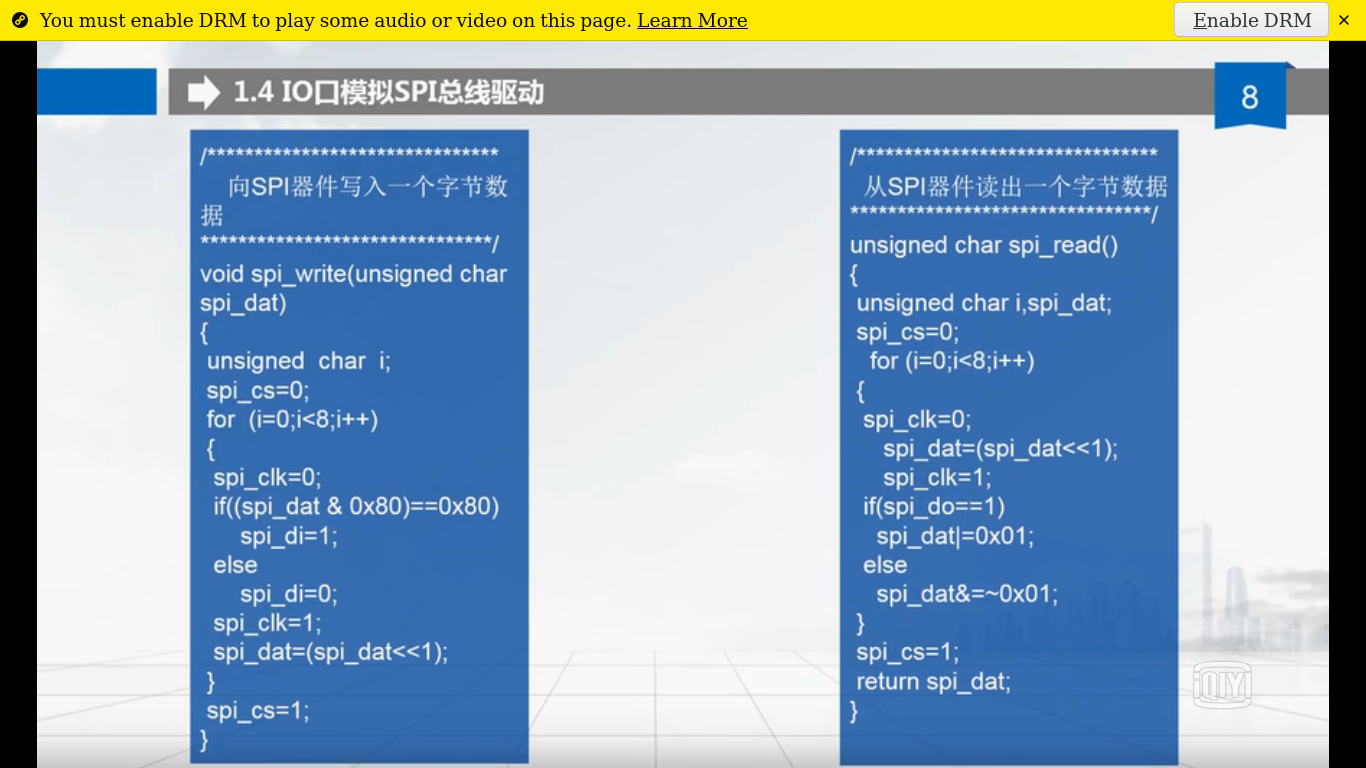 You must enable DRM to play some audio or video on this page. Learn More
Enable DRM
×
1.4 IO口模拟SPI总线驱动
8
/*******************************
向SPI器件写入一个字节数
据
*******************************/
void spi_write(unsigned char
spi_dat)
{
unsigned char i;
spi_cs=0;
for (i=0;i<8;i++)
{
spi_clk=0;
if((spi_dat & 0x80)==0x80)
spi_di=1;
else
spi_di=0;
spi_clk=1;
spi_dat=(spi_dat<<1);
}
spi_cs=1;
}
/********************************
从SPI器件读出一个字节数据
********************************/
unsigned char spi_read()
{
unsigned char i,spi_dat;
spi_cs=0;
for (i=0;i<8;i++)
{
spi_clk=0;
spi_dat=(spi_dat<<1);
spi_clk=1;
if(spi_do==1)
spi_dat|=0x01;
else
spi_dat&=~0x01;
}
spi_cs=1;
return spi_dat;
}
iQIYI